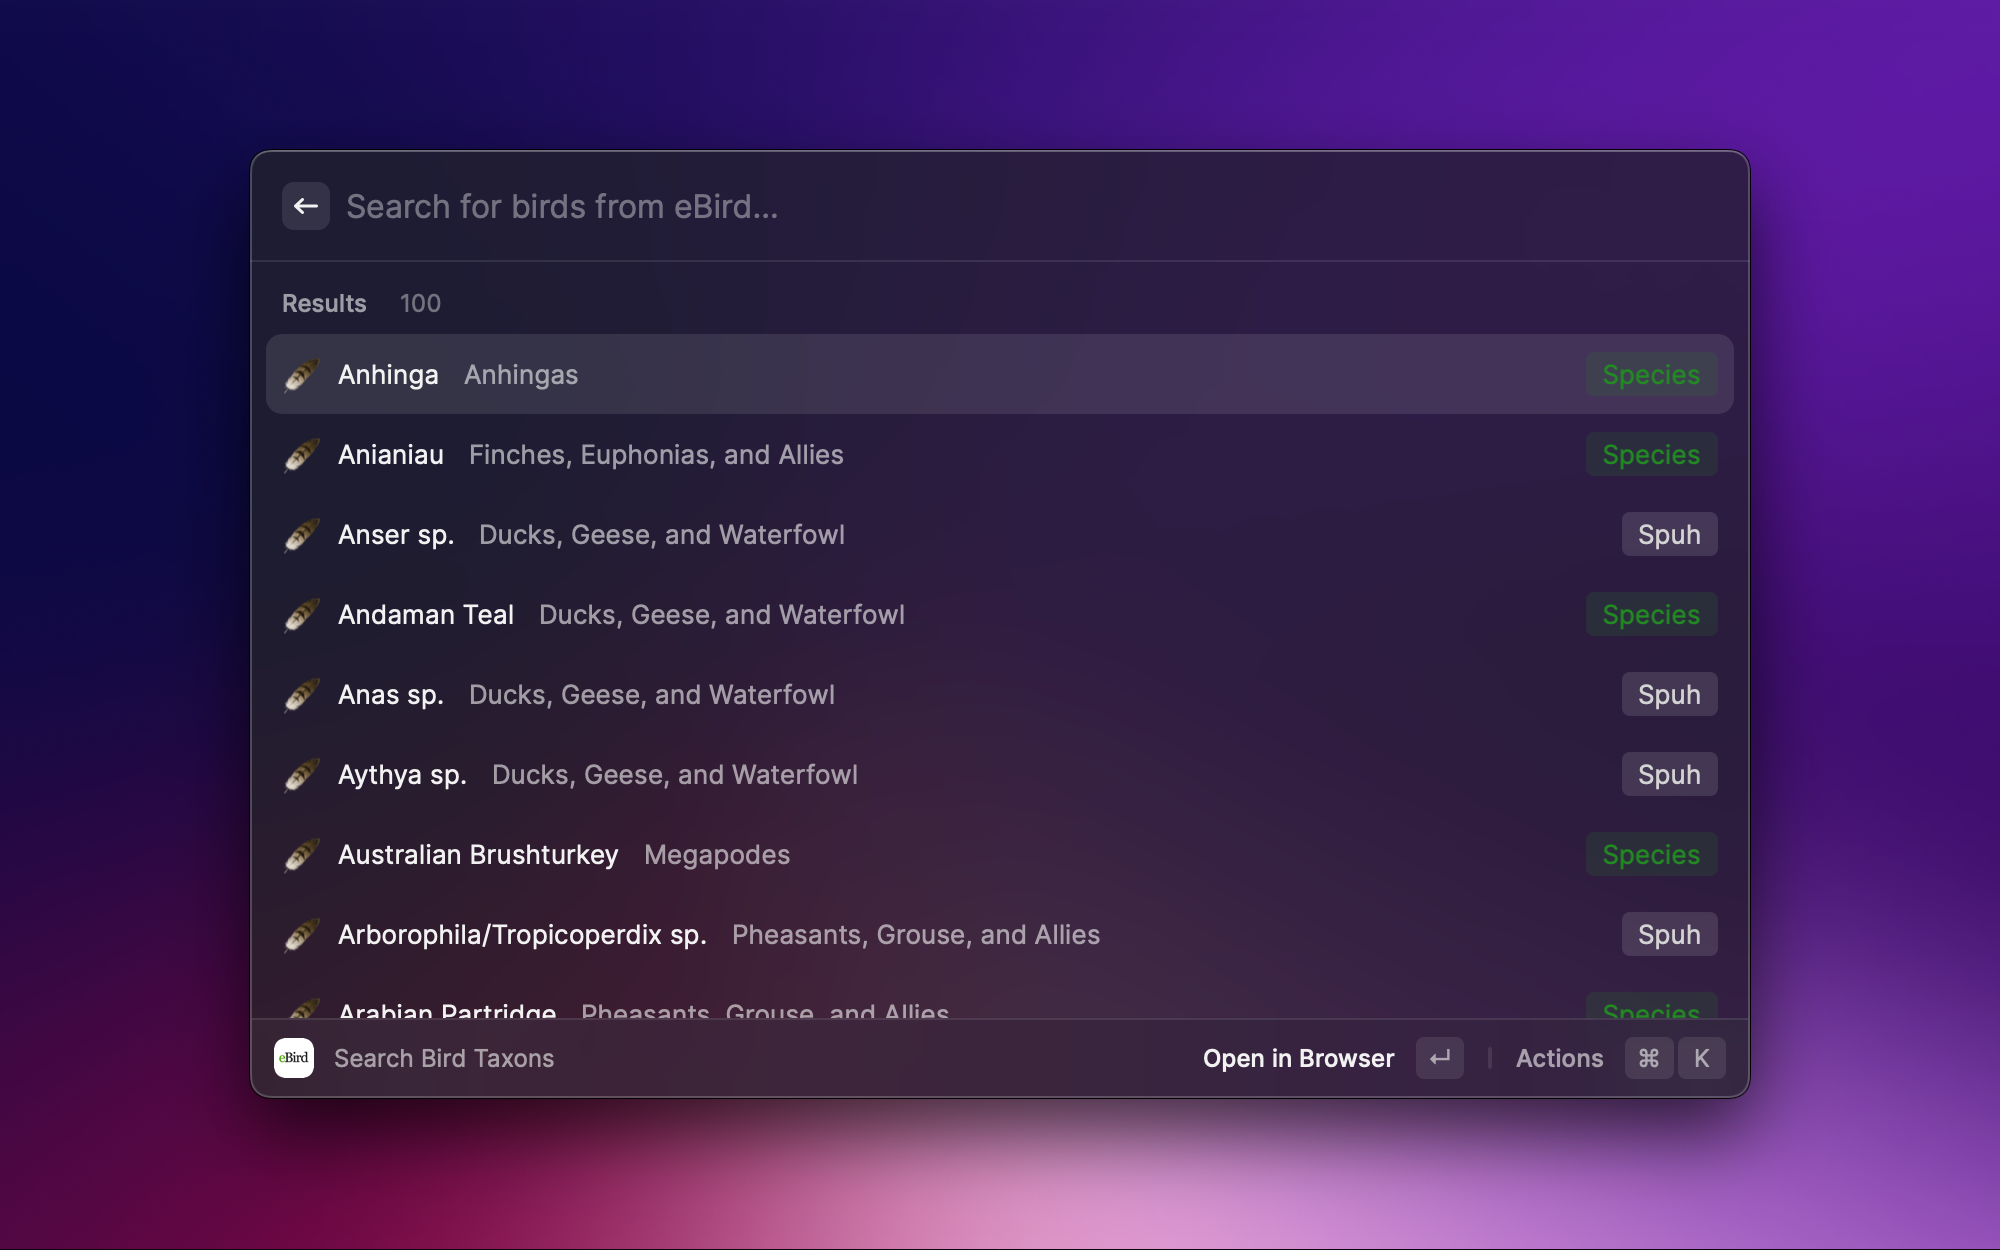 Search for birds from eBird...
Results 100
Anhinga Anhingas Species
Anianiau Finches, Euphonias, and Allies Species
Anser sp. Ducks, Geese, and Waterfowl Spuh
Andaman Teal Ducks, Geese, and Waterfowl Species
Anas sp. Ducks, Geese, and Waterfowl Spuh
Aythya sp. Ducks, Geese, and Waterfowl Spuh
Australian Brushturkey Megapodes Species
Arborophila/Tropicoperdix sp. Pheasants, Grouse, and Allies Spuh
Arabian Partridge Pheasants, Grouse, and Allies Species
eBird Search Bird Taxons Open in Browser ↵ Actions ⌘ K